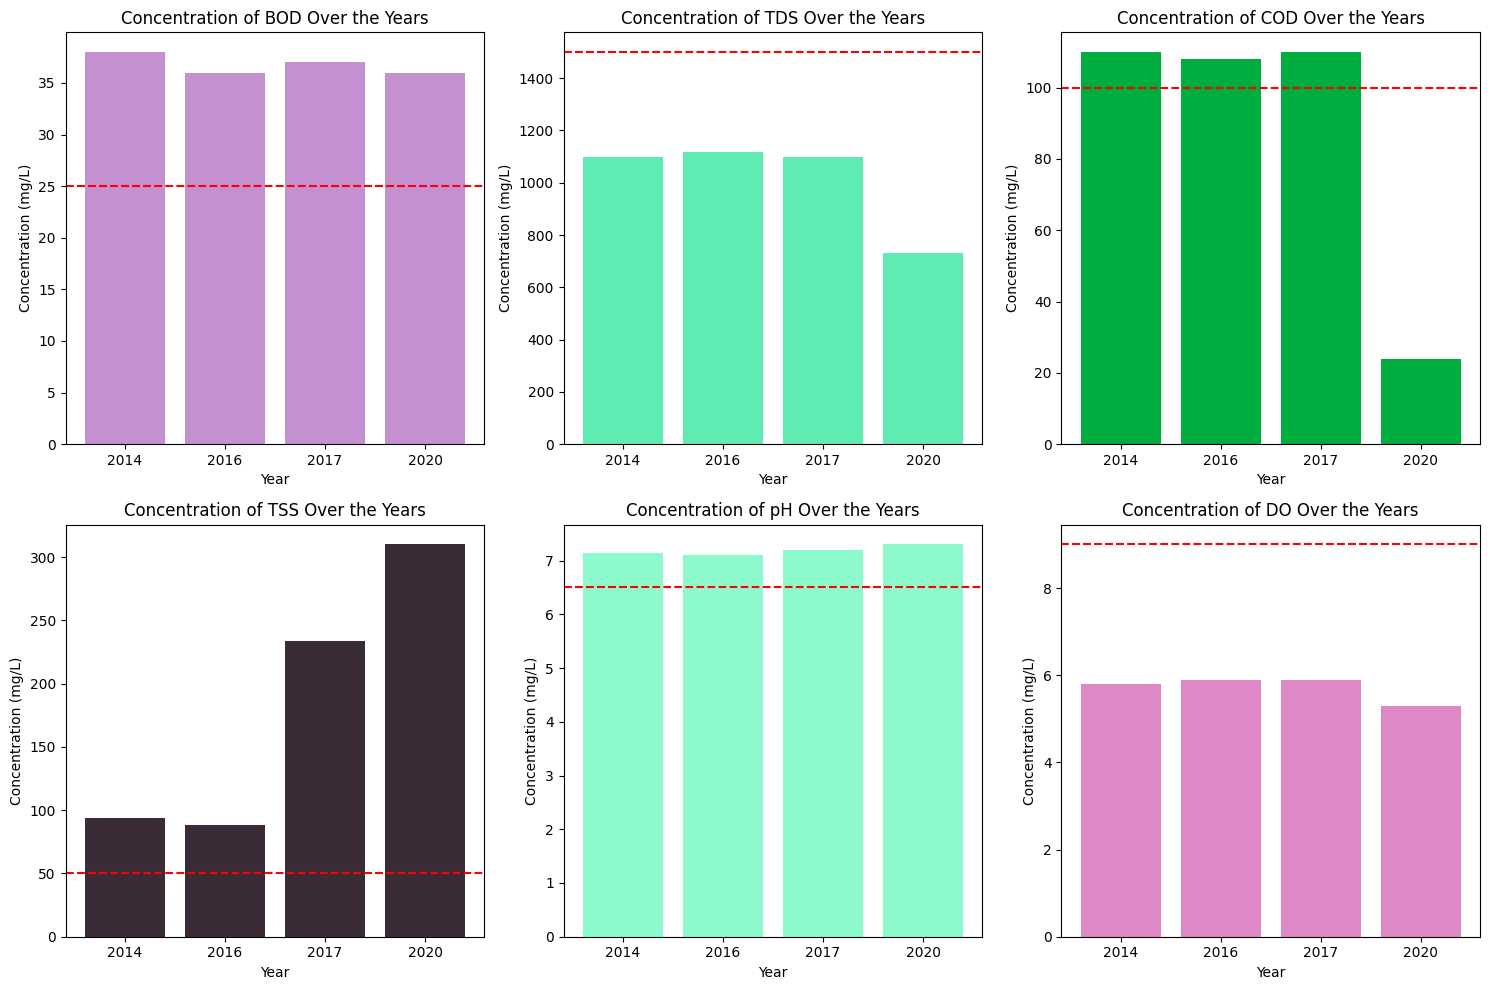 Concentration of BOD Over the Years
Concentration (mg/L)
35
30
25
20
15
10
5
0
2014 2016 2017 2020
Year
Concentration of TDS Over the Years
Concentration (mg/L)
1400
1200
1000
800
600
400
200
0
2014 2016 2017 2020
Year
Concentration of COD Over the Years
Concentration (mg/L)
100
80
60
40
20
0
2014 2016 2017 2020
Year
Concentration of TSS Over the Years
Concentration (mg/L)
300
250
200
150
100
50
0
2014 2016 2017 2020
Year
Concentration of pH Over the Years
Concentration (mg/L)
7
6
5
4
3
2
1
0
2014 2016 2017 2020
Year
Concentration of DO Over the Years
Concentration (mg/L)
8
6
4
2
0
2014 2016 2017 2020
Year